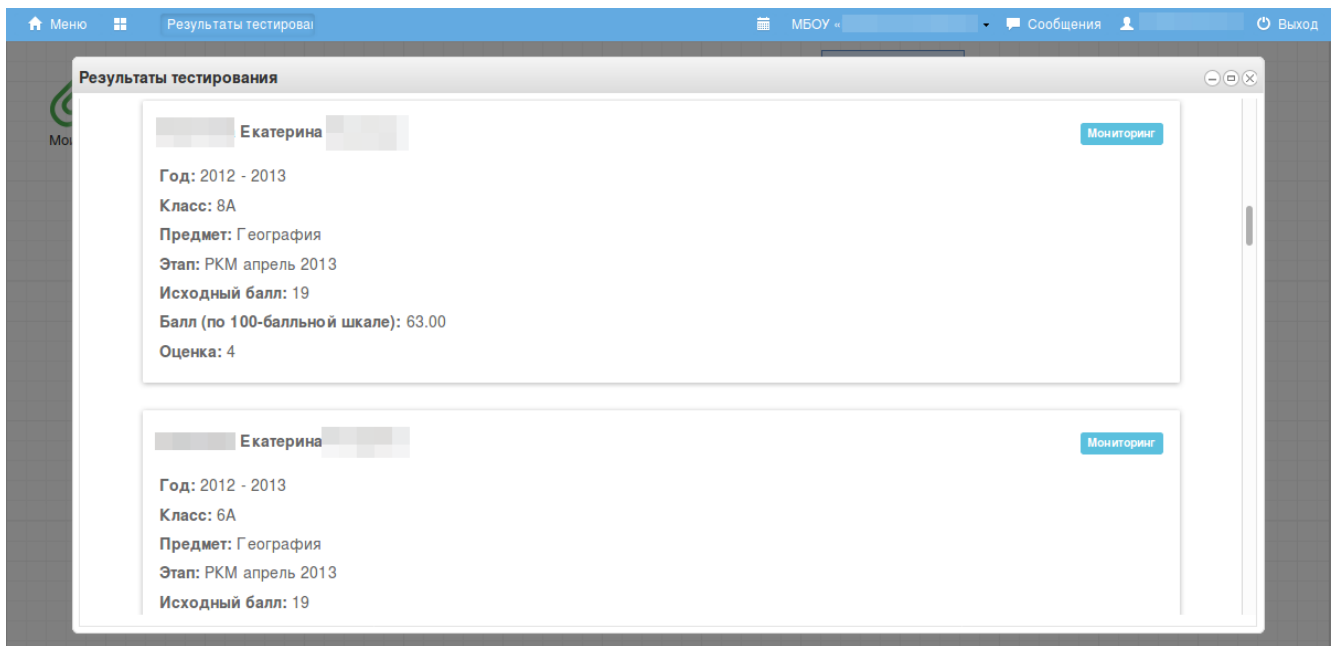 Меню
Результаты тестирован
МБОУ «
Сообщения
Выход
Результаты тестирования
Екатерина
Мониторинг
Год: 2012 - 2013
Класс: 8А
Предмет: География
Этап: РКМ апрель 2013
Исходный балл: 19
Балл (по 100-балльной шкале): 63.00
Оценка: 4
Екатерина
Мониторинг
Год: 2012 - 2013
Класс: 6А
Предмет: География
Этап: РКМ апрель 2013
Исходный балл: 19